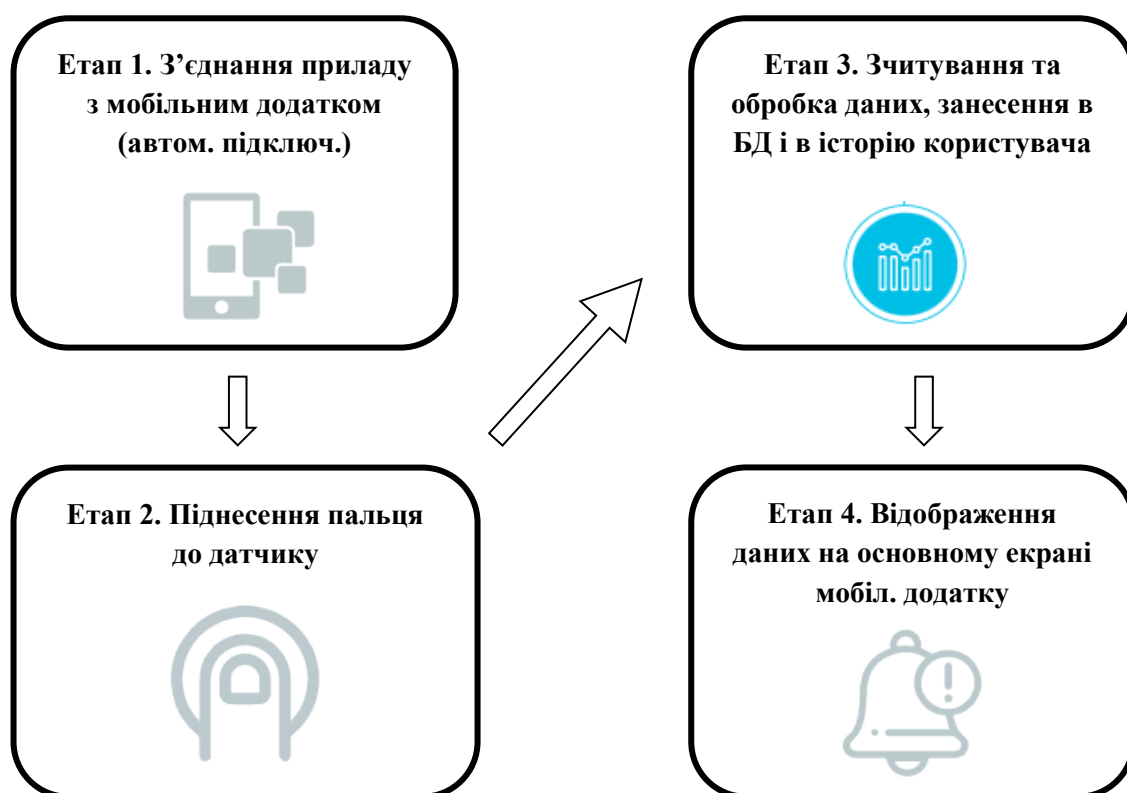 Етап 1. З’єднання приладу
з мобільним додатком
(автом. підключ.)
Етап 2. Піднесення пальця
до датчику
Етап 3. Зчитування та
обробка даних, занесення в
БД і в історію користувача
Етап 4. Відображення
даних на основному екрані
мобіл. додатку